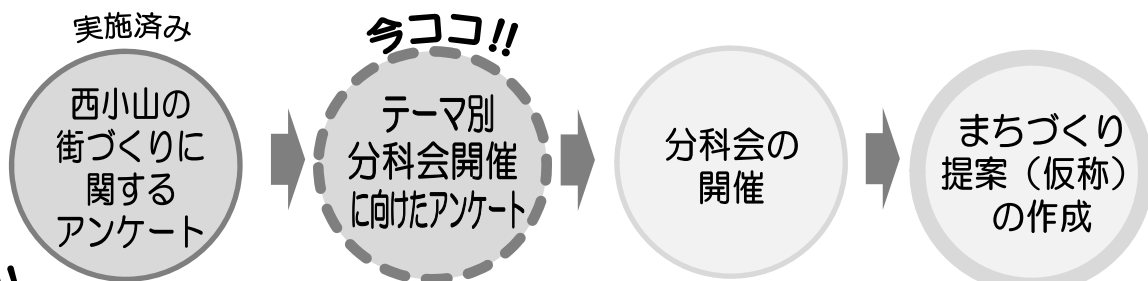 実施済み
西小山の
街づくりに
関する
アンケート
今ココ!!
テーマ別
分科会開催
に向けたアンケート
分科会の
開催
まちづくり
提案（仮称）
の作成